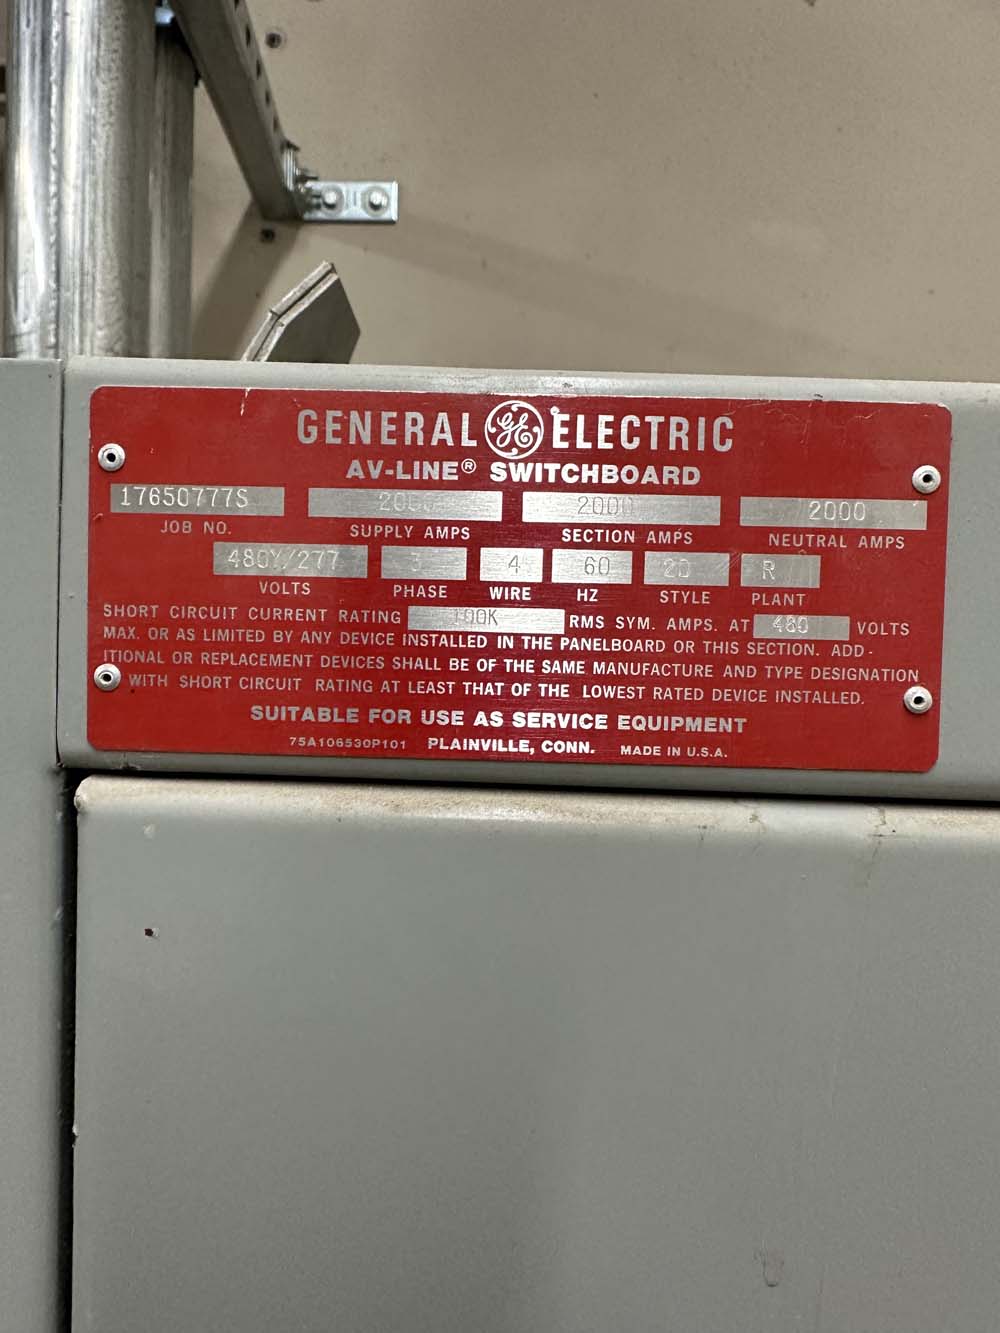 GENERAL GE ELECTRIC
AV-LINE® SWITCHBOARD
17650777S 2000 2000 2000
JOB NO. SUPPLY AMPS SECTION AMPS NEUTRAL AMPS
480Y/277 3 4 60 2D R
VOLTS PHASE WIRE HZ STYLE PLANT
SHORT CIRCUIT CURRENT RATING 100K RMS SYM. AMPS. AT 480 VOLTS
MAX. OR AS LIMITED BY ANY DEVICE INSTALLED IN THE PANELBOARD OR THIS SECTION. ADD-
ITIONAL OR REPLACEMENT DEVICES SHALL BE OF THE SAME MANUFACTURE AND TYPE DESIGNATION
WITH SHORT CIRCUIT RATING AT LEAST THAT OF THE LOWEST RATED DEVICE INSTALLED.
SUITABLE FOR USE AS SERVICE EQUIPMENT
75A106530P101 PLAINVILLE, CONN. MADE IN U.S.A.